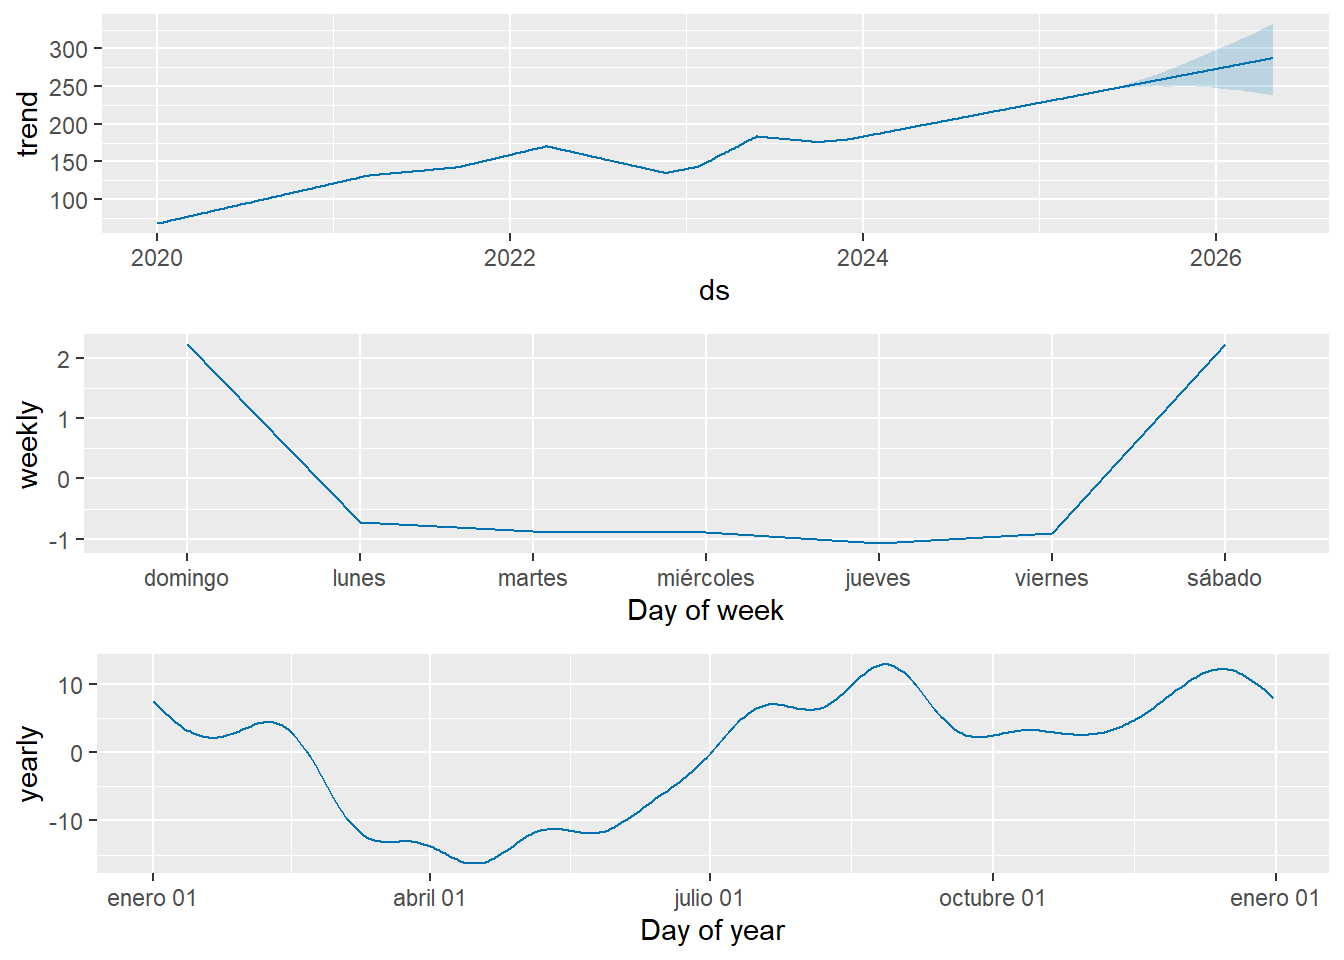 trend
300
250
200
150
100
2020 2022 2024 2026
ds
weekly
2
1
0
-1
domingo lunes martes miércoles jueves viernes sábado
Day of week
yearly
10
0
-10
enero 01 abril 01 julio 01 octubre 01 enero 01
Day of year